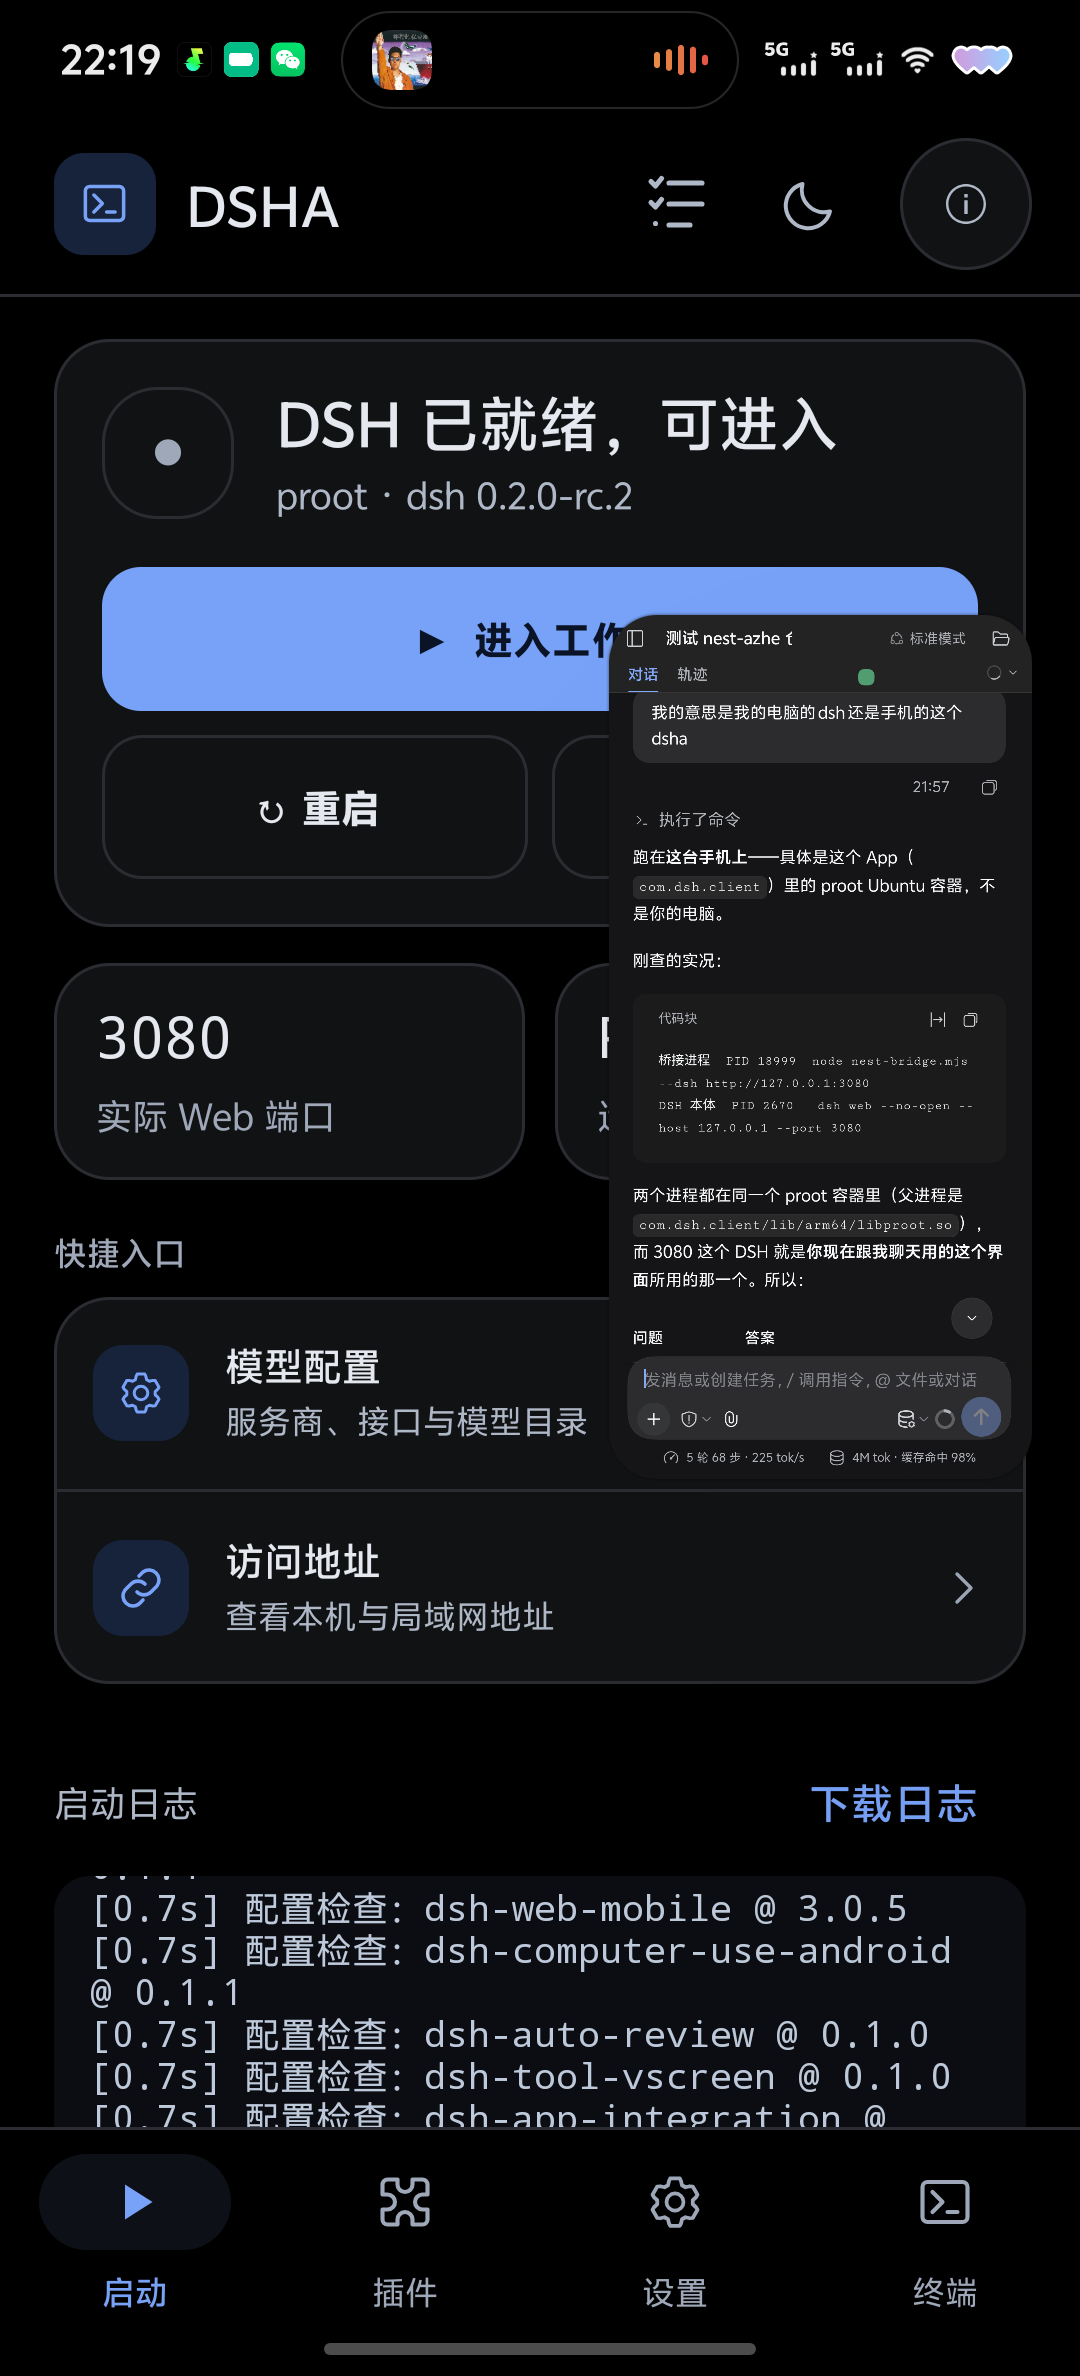 22:19
5G
5G
DSHA
DSH 已就绪，可进入
proot · dsh 0.2.0-rc.2
▶ 进入工作
↻ 重启
3080
实际 Web 端口
快捷入口
模型配置
服务商、接口与模型目录
访问地址
查看本机与局域网地址
测试 nest-azhe
标准模式
对话
轨迹
我的意思是我的电脑的dsh还是手机的这个
dsha
21:57
执行了命令
跑在这台手机上——具体是这个 App（
com.dsh.client）里的 proot Ubuntu 容器，不
是你的电脑。
刚查的实况：
代码块
桥接进程 PID 18999 node nest-bridge.mjs
--dsh http://127.0.0.1:3080
DSH 本体 PID 2670 dsh web --no-open --
host 127.0.0.1 --port 3080
两个进程都在同一个 proot 容器里（父进程是
com.dsh.client/lib/arm64/libproot.so），
而 3080 这个 DSH 就是你现在跟我聊天用的这个界
面所用的那一个。所以：
问题 答案
发消息或创建任务，/ 调用指令，@ 文件或对话
5 轮 68 步 · 225 tok/s
4M tok · 缓存命中 98%
启动日志
下载日志
[0.7s] 配置检查：dsh-web-mobile @ 3.0.5
[0.7s] 配置检查：dsh-computer-use-android
@ 0.1.1
[0.7s] 配置检查：dsh-auto-review @ 0.1.0
[0.7s] 配置检查：dsh-tool-vscreen @ 0.1.0
[0.7s] 配置检查：dsh-app-integration @
启动
插件
设置
终端